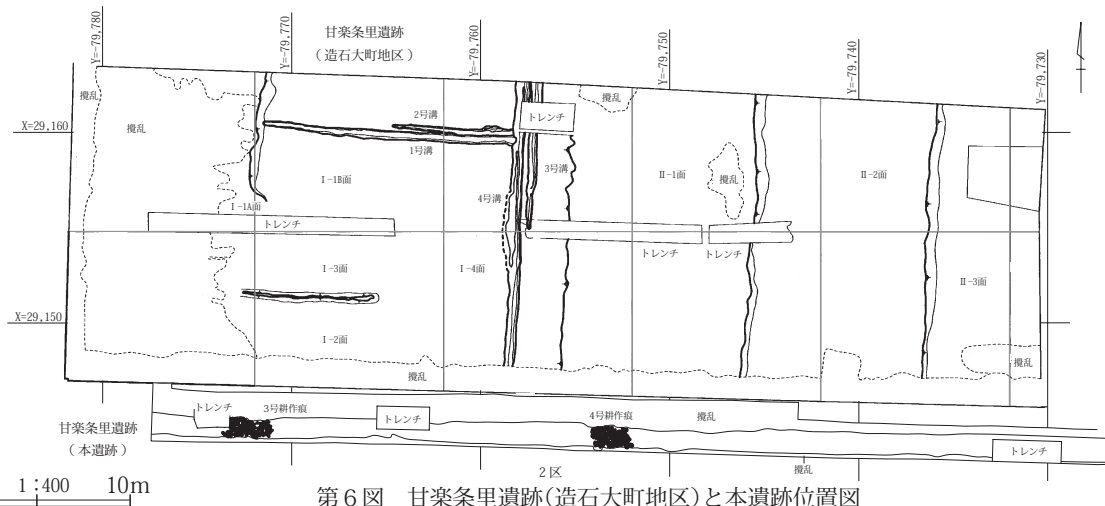 Y=-79,780
Y=-79,770
Y=-79,760
Y=-79,750
Y=-79,740
Y=-79,730
甘楽条里遺跡
（造石大町地区）
攪乱
攪乱
攪乱
X=29,160
2号溝
トレンチ
1号溝
3号溝
Ⅰ-1B面
Ⅱ-1面
攪乱
Ⅱ-2面
4号溝
Ⅰ-1A面
トレンチ
トレンチ
トレンチ
Ⅰ-3面
Ⅰ-4面
Ⅱ-3面
X=29,150
Ⅰ-2面
攪乱
攪乱
トレンチ
3号耕作痕
トレンチ
4号耕作痕
攪乱
甘楽条里遺跡
（本遺跡）
トレンチ
2区
攪乱
1:400 10m
第6図 甘楽条里遺跡(造石大町地区)と本遺跡位置図